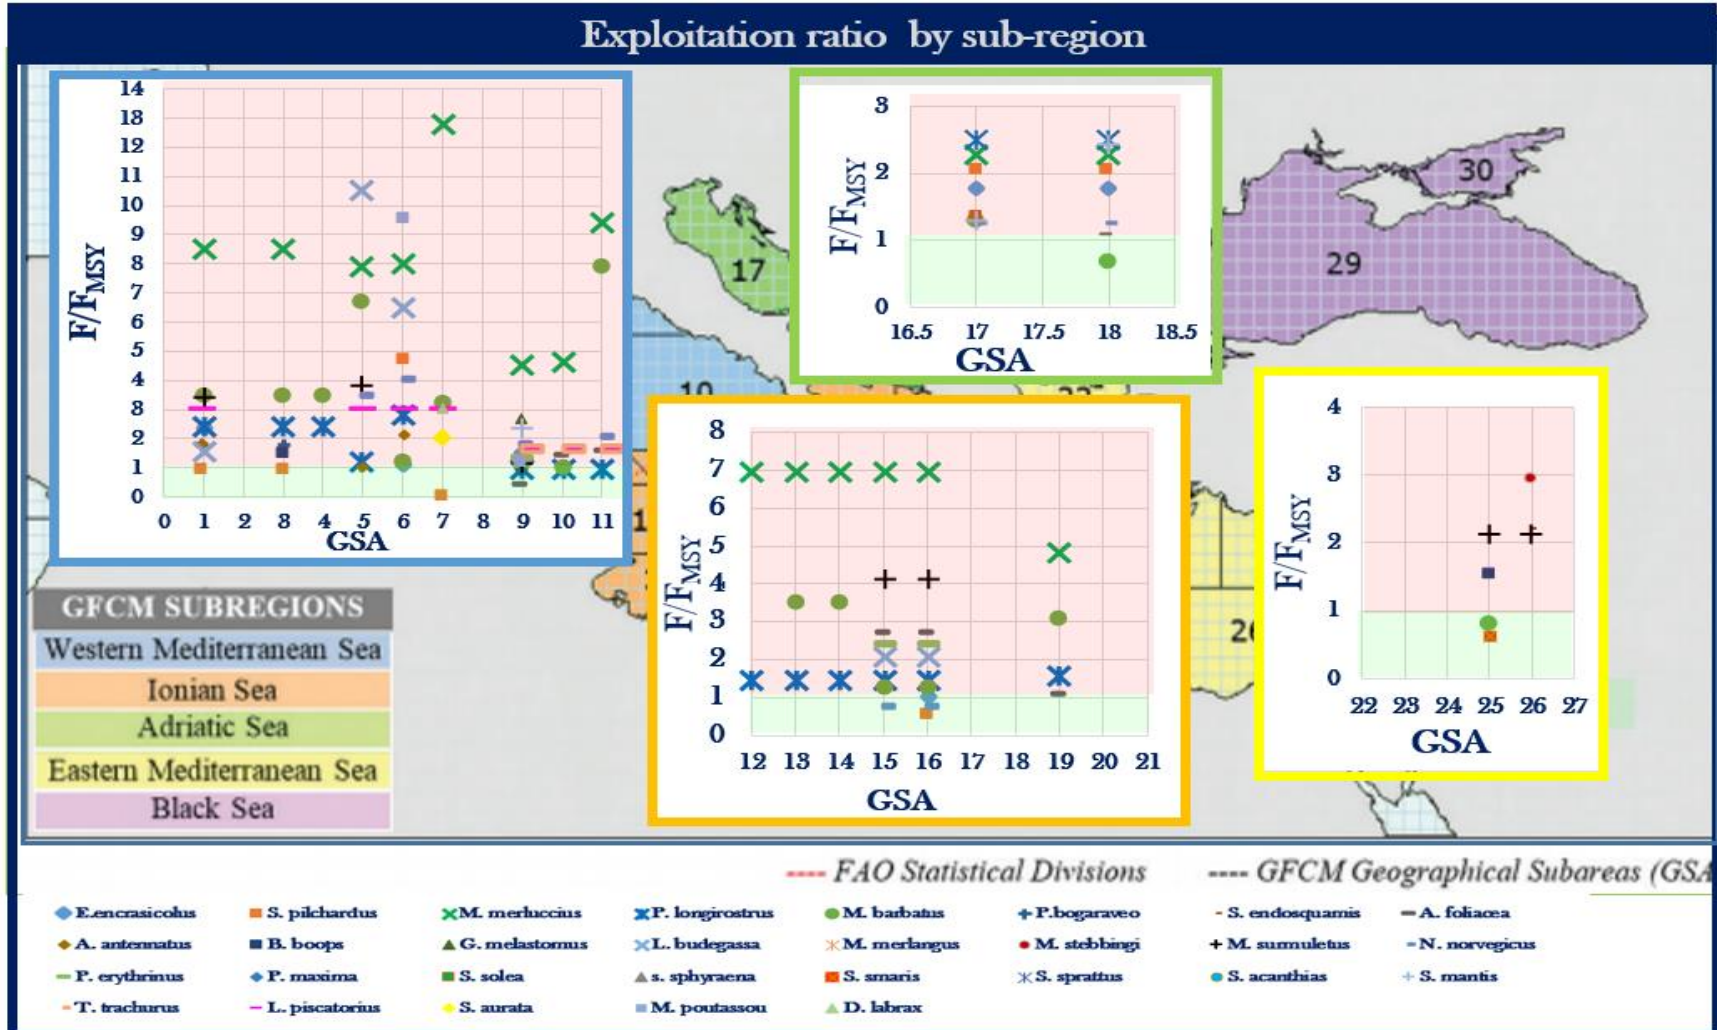 Exploitation ratio by sub-region
14
18
12
11
10
9
8
7
6
5
4
8
2
1
0
F/FMSY
0 1 2 8 4 5 6 7 8 9 10 11
GSA
3
2
1
0
F/FMSY
16.5 17 17.5 18 18.5
GSA
30
29
17
10
8
7
6
5
4
3
2
1
0
F/FMSY
12 13 14 15 16 17 18 19 20 21
GSA
4
3
2
1
0
F/FMSY
22 23 24 25 26 27
GSA
GFCM SUBREGIONS
Western Mediterranean Sea
Ionian Sea
Adriatic Sea
Eastern Mediterranean Sea
Black Sea
---- FAO Statistical Divisions ---- GFCM Geographical Subareas (GSA
E.encrasicolus S. pilchardus M. merluccius P. longirostrus M. barbatus P.bogaraveo S. endosquamis A. foliacea
A. antennatus B. boops G. melastomus L. budegassa M. merlangus M. stebbingi M. surmuletus N. norvegicus
P. erythrinus P. maxima S. solea s. sphyraena S. smaris S. sprattus S. acanthias S. mantis
T. trachurus L. piscatorius S. aurata M. poutassou D. labrax